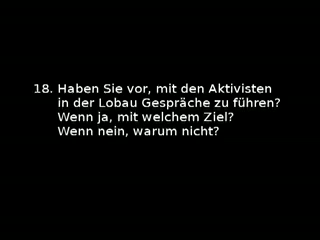 18. Haben Sie vor, mit den Aktivisten
in der Lobau Gespräche zu führen?
Wenn ja, mit welchem Ziel?
Wenn nein, warum nicht?